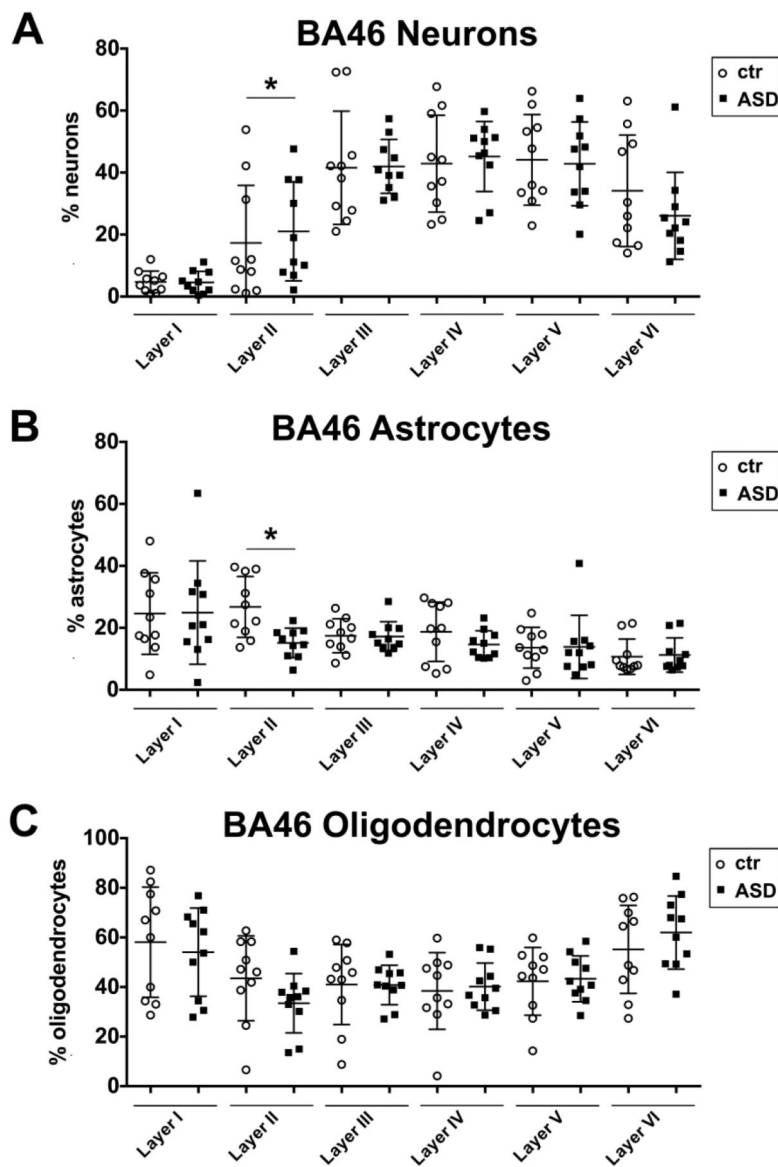 A
BA46 Neurons
ctr
ASD
% neurons
80
60
40
20
0
*
Layer I
Layer II
Layer III
Layer IV
Layer V
Layer VI
B
BA46 Astrocytes
ctr
ASD
% astrocytes
80
60
40
20
0
*
Layer I
Layer II
Layer III
Layer IV
Layer V
Layer VI
C
BA46 Oligodendrocytes
ctr
ASD
% oligodendrocytes
100
80
60
40
20
0
Layer I
Layer II
Layer III
Layer IV
Layer V
Layer VI